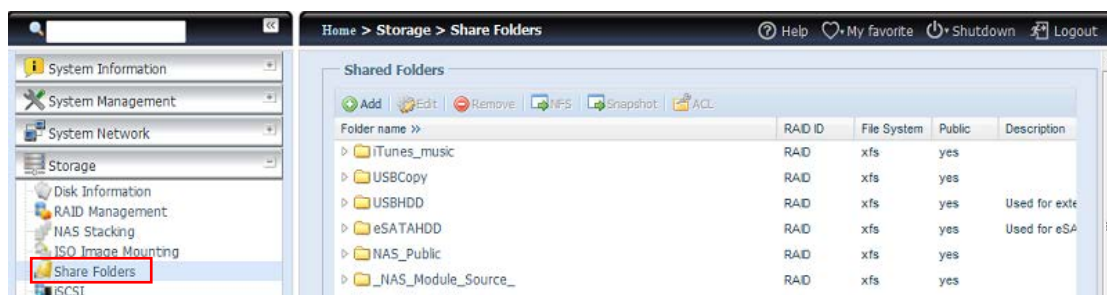 Home > Storage > Share Folders Help My favorite Shutdown Logout
System Information
System Management
System Network
Storage
Disk Information
RAID Management
NAS Stacking
ISO Image Mounting
Share Folders
iSCSI
Shared Folders
Add Edit Remove NFS Snapshot ACL
Folder name >> RAID ID File System Public Description
iTunes_music RAID xfs yes
USBCopy RAID xfs yes
USBHDD RAID xfs yes Used for exte
eSATAHDD RAID xfs yes Used for eSA
NAS_Public RAID xfs yes
_NAS_Module_Source_ RAID xfs yes